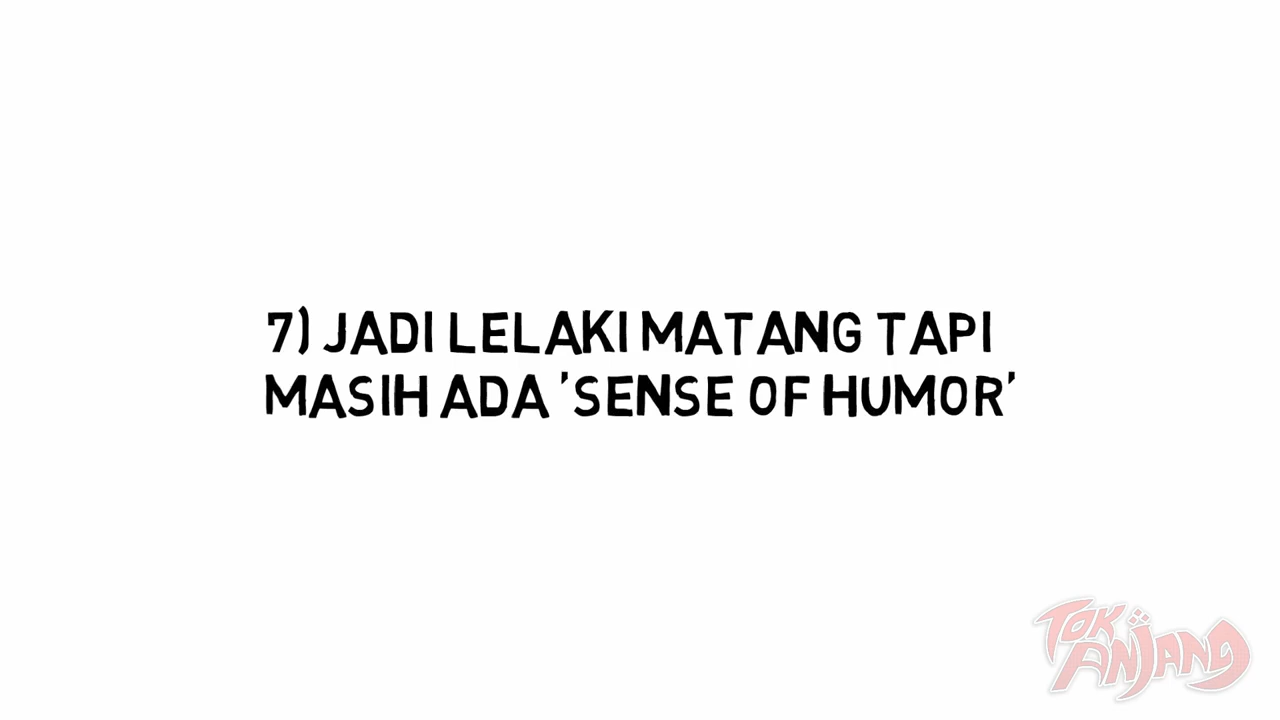 7) JADI LELAKI MATANG TAPI
MASIH ADA 'SENSE OF HUMOR'
TOK
ANJANG